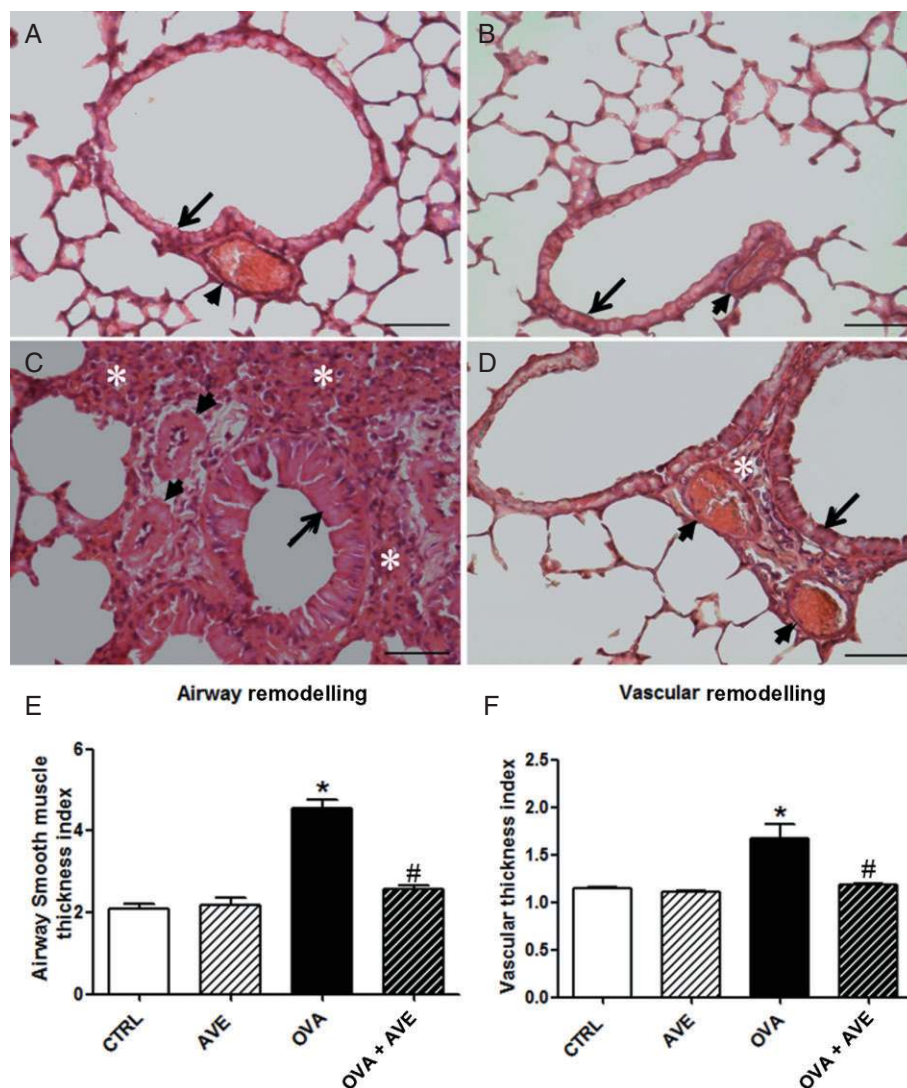 A
B
C
* *
*
D
*
Airway remodelling
Vascular remodelling
E
F
Airway Smooth muscle
thickness index
6
4
2
0
*
#
CTRL
AVE
OVA
OVA + AVE
Vascular thickness index
2.5
2.0
1.5
1.0
0.5
0.0
*
#
CTRL
AVE
OVA
OVA + AVE